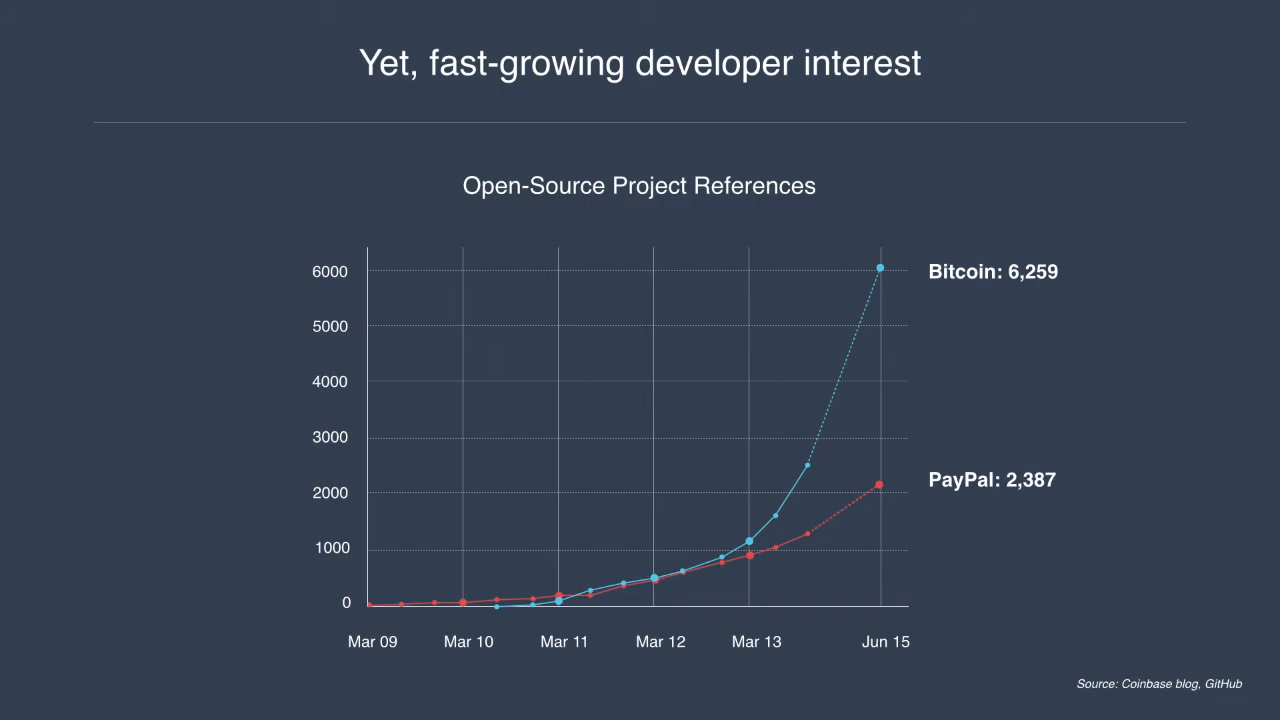 Yet, fast-growing developer interest
Open-Source Project References
6000
5000
4000
3000
2000
1000
0
Bitcoin: 6,259
PayPal: 2,387
Mar 09 Mar 10 Mar 11 Mar 12 Mar 13 Jun 15
Source: Coinbase blog, GitHub